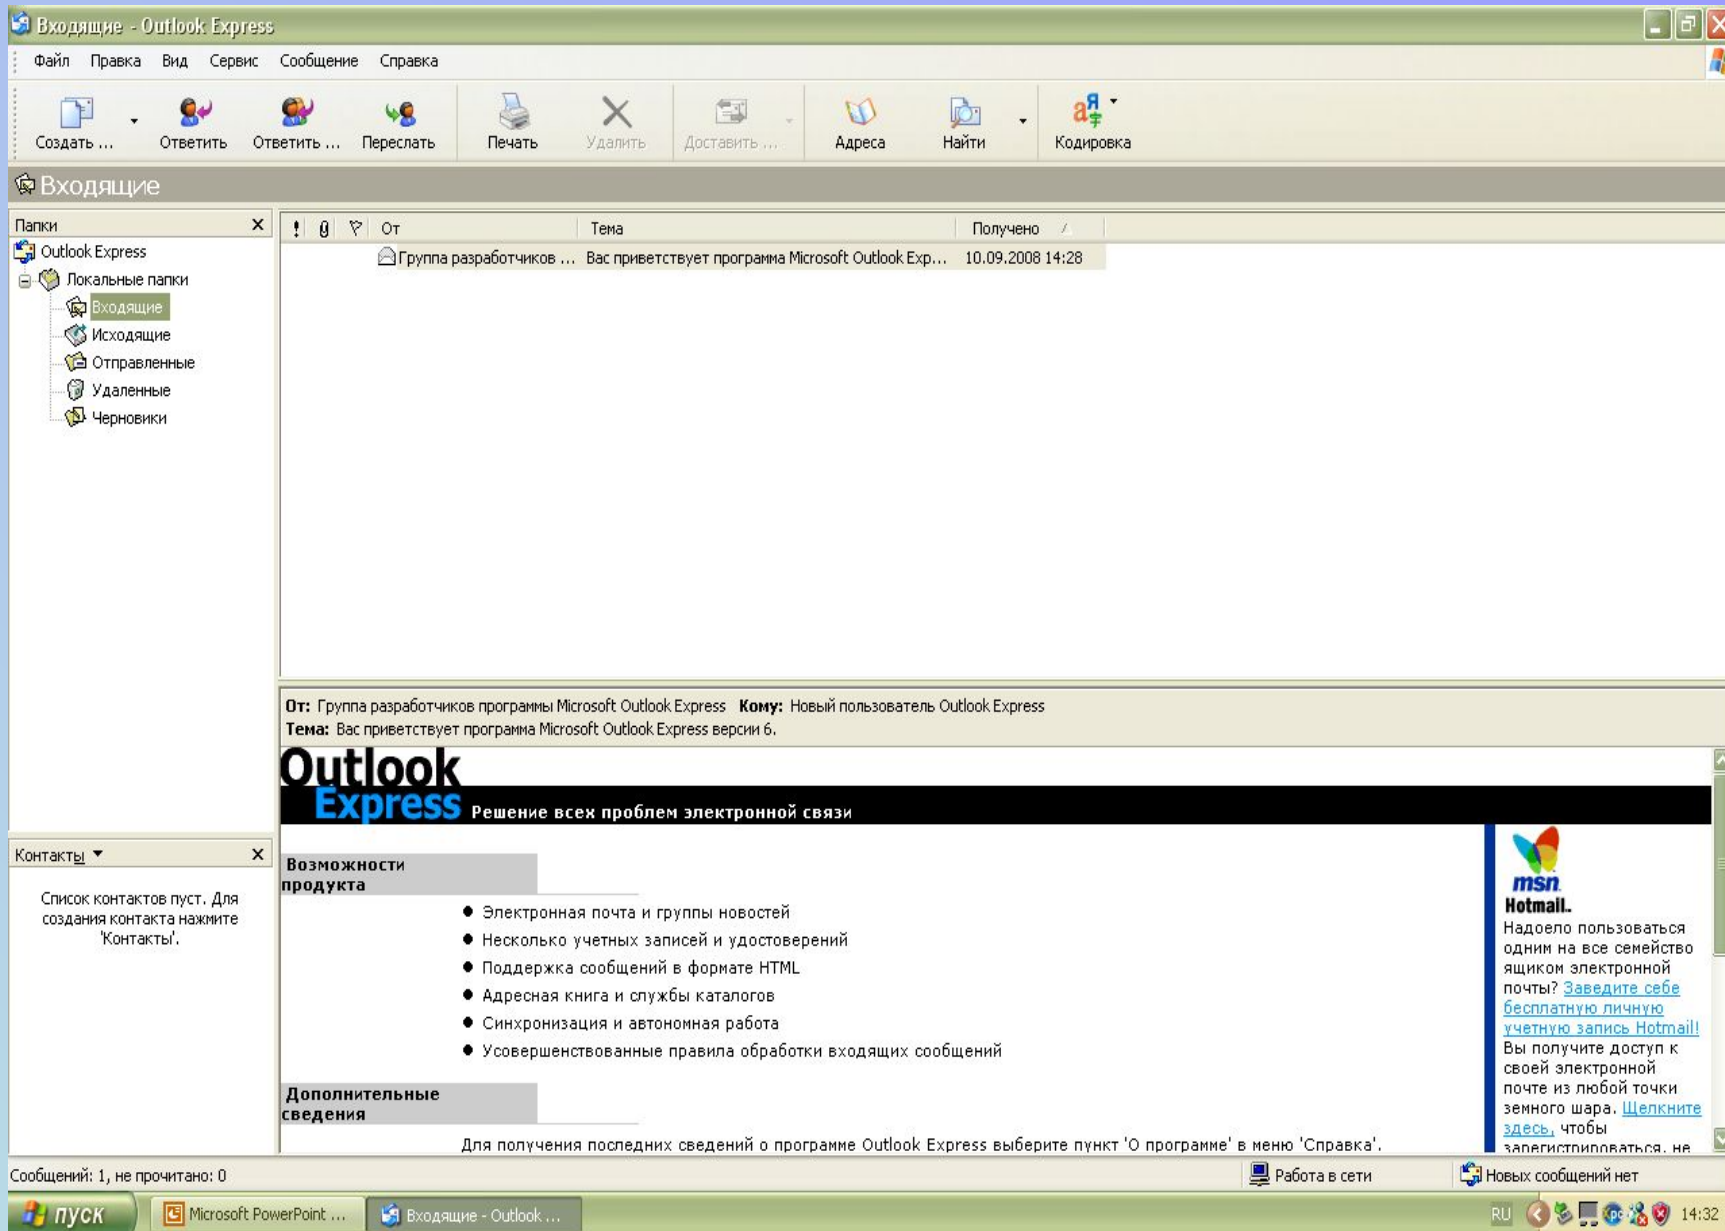 Входящие - Outlook Express
Файл Правка Вид Сервис Сообщение Справка
Создать ... Ответить Ответить ... Переслать Печать Удалить Доставить ... Адреса Найти Кодировка
Входящие
Папки
Outlook Express
Локальные папки
Входящие
Исходящие
Отправленные
Удаленные
Черновики
От Тема Получено
Группа разработчиков ... Вас приветствует программа Microsoft Outlook Exp... 10.09.2008 14:28
От: Группа разработчиков программы Microsoft Outlook Express Кому: Новый пользователь Outlook Express
Тема: Вас приветствует программа Microsoft Outlook Express версии 6.
Outlook
Express Решение всех проблем электронной связи
Возможности
продукта
● Электронная почта и группы новостей
● Несколько учетных записей и удостоверений
● Поддержка сообщений в формате HTML
● Адресная книга и службы каталогов
● Синхронизация и автономная работа
● Усовершенствованные правила обработки входящих сообщений
Дополнительные
сведения
Для получения последних сведений о программе Outlook Express выберите пункт 'О программе' в меню 'Справка'.
msn
Hotmail.
Надоело пользоваться
одним на все семейство
ящиком электронной
почты? Заведите себе
бесплатную личную
учетную запись Hotmail!
Вы получите доступ к
своей электронной
почте из любой точки
земного шара. Щелкните
здесь, чтобы
зарегистрироваться, не
Контакты
Список контактов пуст. Для
создания контакта нажмите
'Контакты'.
Сообщений: 1, не прочитано: 0 Работа в сети Новых сообщений нет
пуск Microsoft PowerPoint ... Входящие - Outlook ... RU 14:32